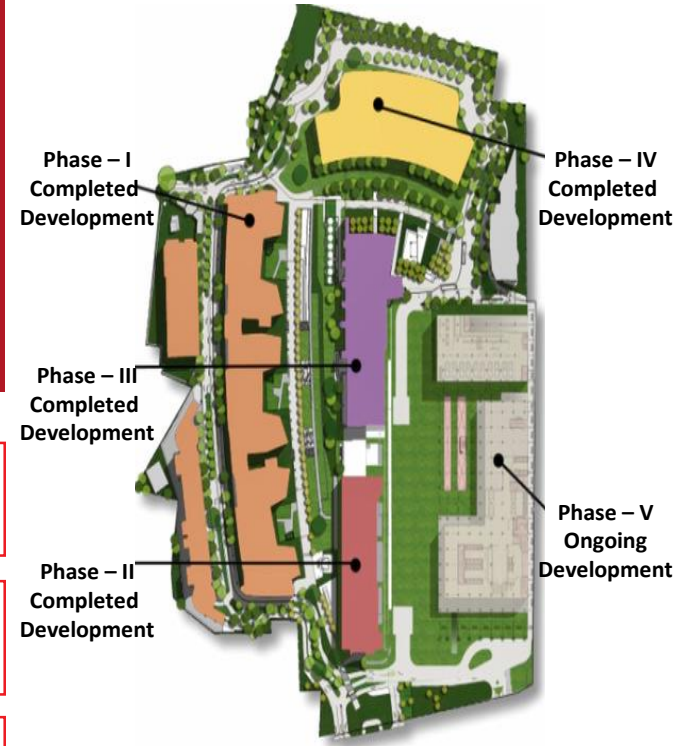 Phase – I
Completed
Development
Phase – IV
Completed
Development
Phase – III
Completed
Development
Phase – V
Ongoing
Development
Phase – II
Completed
Development